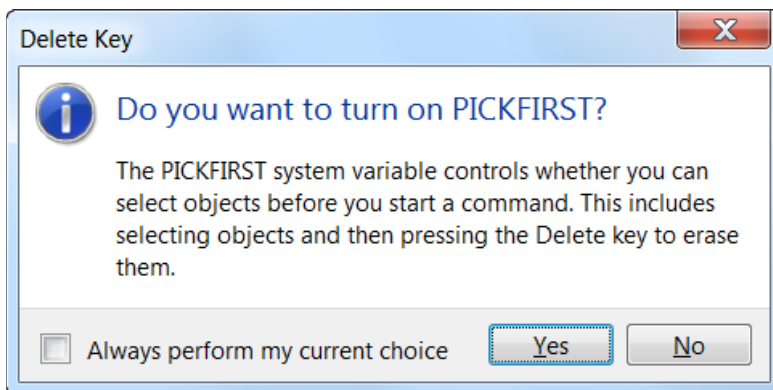 Delete Key
Do you want to turn on PICKFIRST?
The PICKFIRST system variable controls whether you can
select objects before you start a command. This includes
selecting objects and then pressing the Delete key to erase
them.
Always perform my current choice
Yes
No